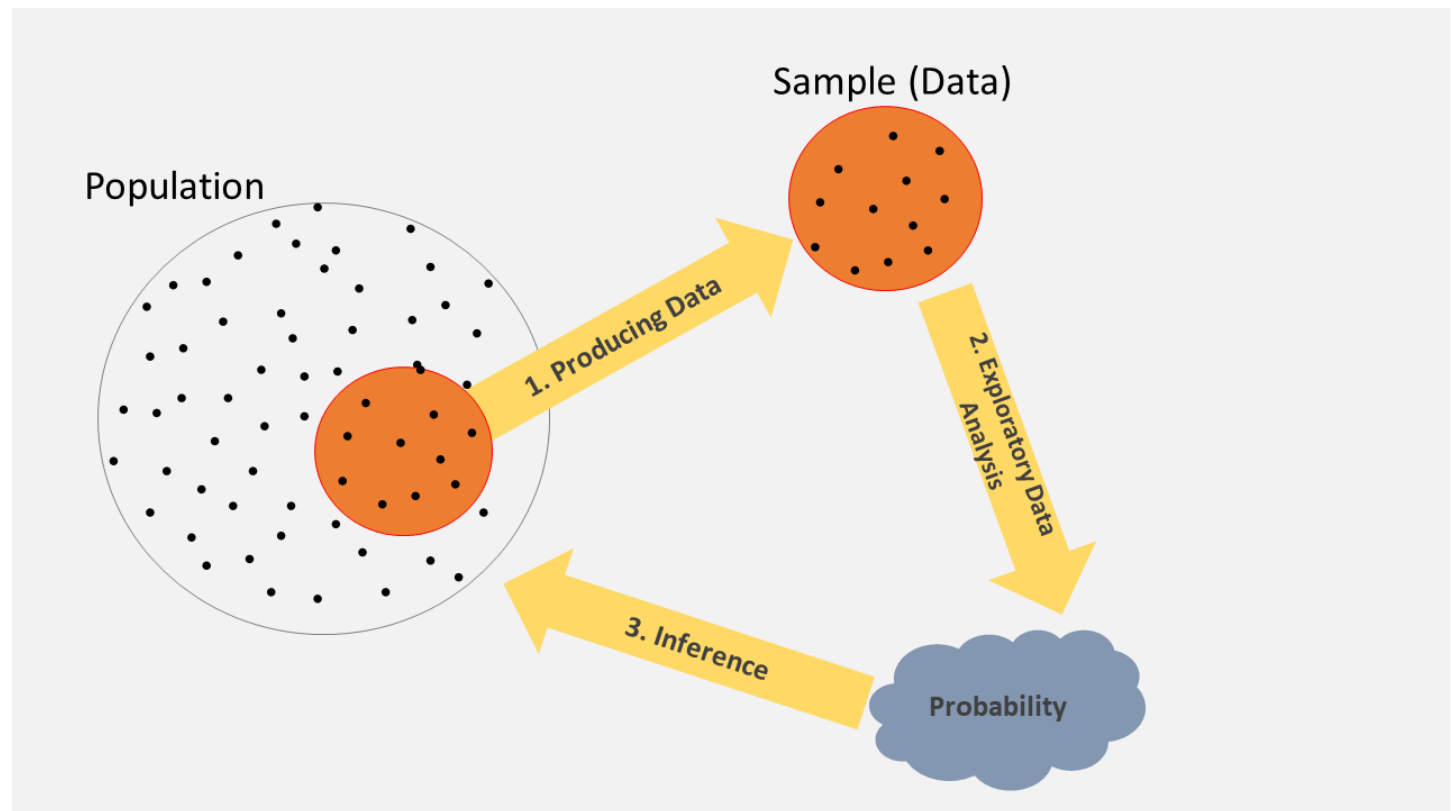 Sample (Data)
Population
1. Producing Data
2. Exploratory Data
Analysis
3. Inference
Probability